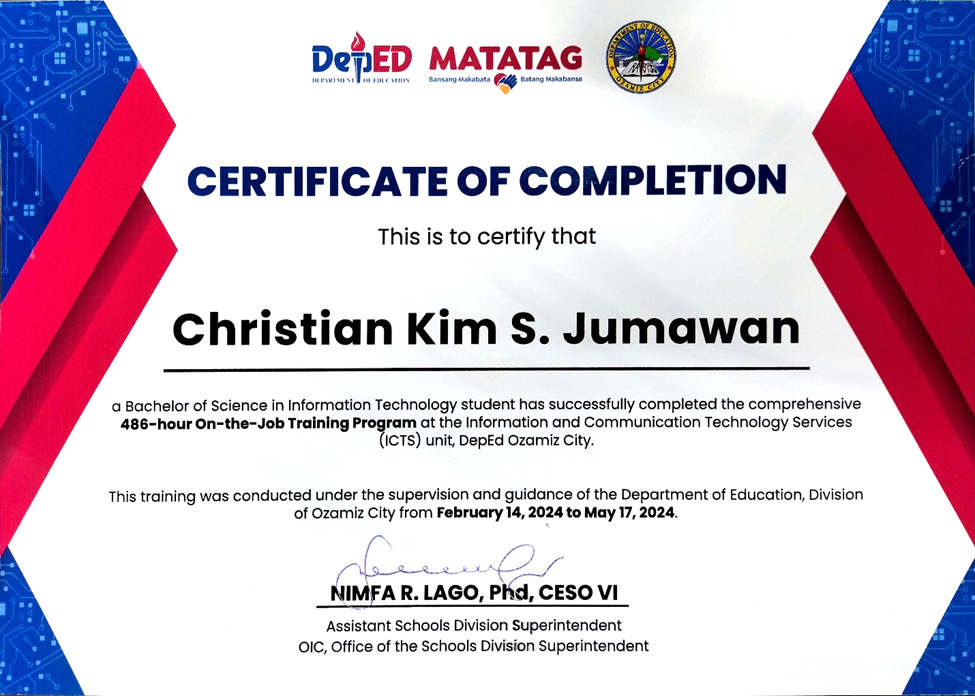 DepED
DEPARTMENT OF EDUCATION
MATATAG
Bansang Makabata Batang Makabansa
DEPARTMENT OF EDUCATION
OZAMIZ CITY
CERTIFICATE OF COMPLETION
This is to certify that
Christian Kim S. Jumawan
a Bachelor of Science in Information Technology student has successfully completed the comprehensive
486-hour On-the-Job Training Program at the Information and Communication Technology Services
(ICTS) unit, DepEd Ozamiz City.
This training was conducted under the supervision and guidance of the Department of Education, Division
of Ozamiz City from February 14, 2024 to May 17, 2024.
NIMFA R. LAGO, Phd, CESO VI
Assistant Schools Division Superintendent
OIC, Office of the Schools Division Superintendent